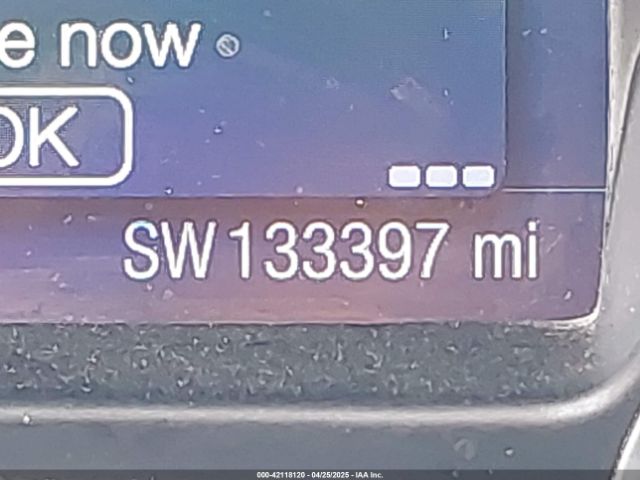 e now
OK
SW 133397 mi
000-42118120 - 04/25/2025 - IAA Inc.